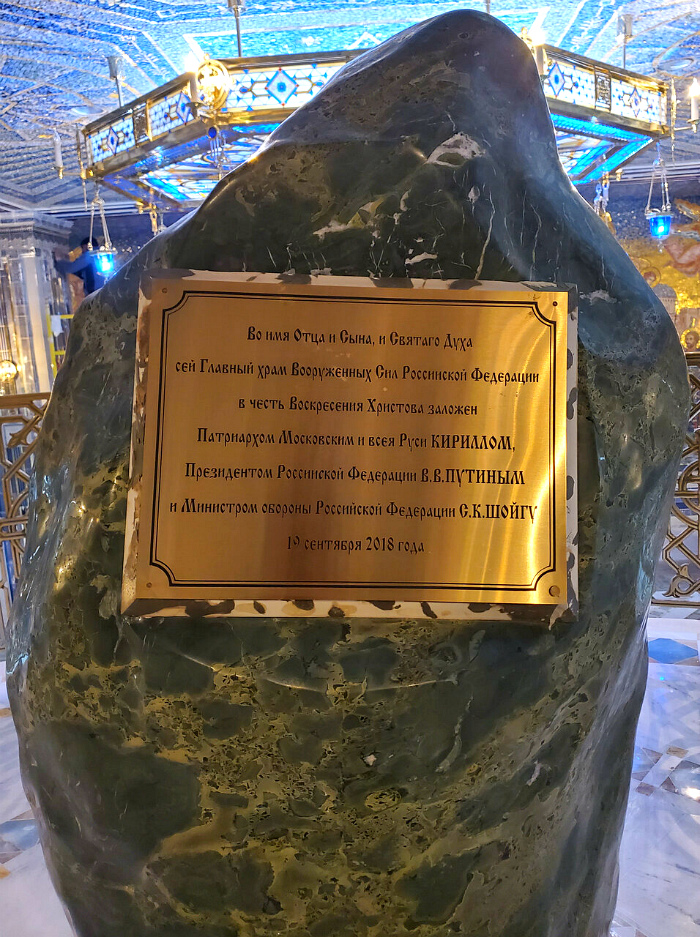 Во имя Отца и Сына, и Святаго Духа
сей Главный храм Вооруженных Сил Российской Федерации
в честь Воскресения Христова заложен
Патриархом Московским и всея Руси КИРИЛЛОМ,
Президентом Российской Федерации В.В.ПУТИНЫМ
и Министром обороны Российской Федерации С.К.ШОЙГУ
19 сентября 2018 года